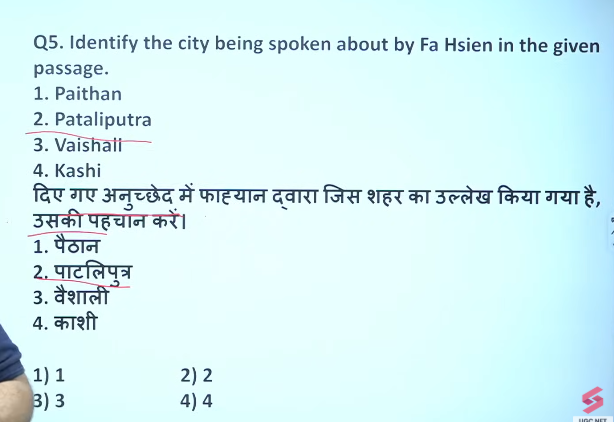 Q5. Identify the city being spoken about by Fa Hsien in the given
passage.
1. Paithan
2. Pataliputra
3. Vaishali
4. Kashi
दिए गए अनुच्छेद में फाह्यान द्वारा जिस शहर का उल्लेख किया गया है,
उसकी पहचान करें।
1. पैठान
2. पाटलिपुत्र
3. वैशाली
4. काशी
1) 1 2) 2
3) 3 4) 4
UGC NET